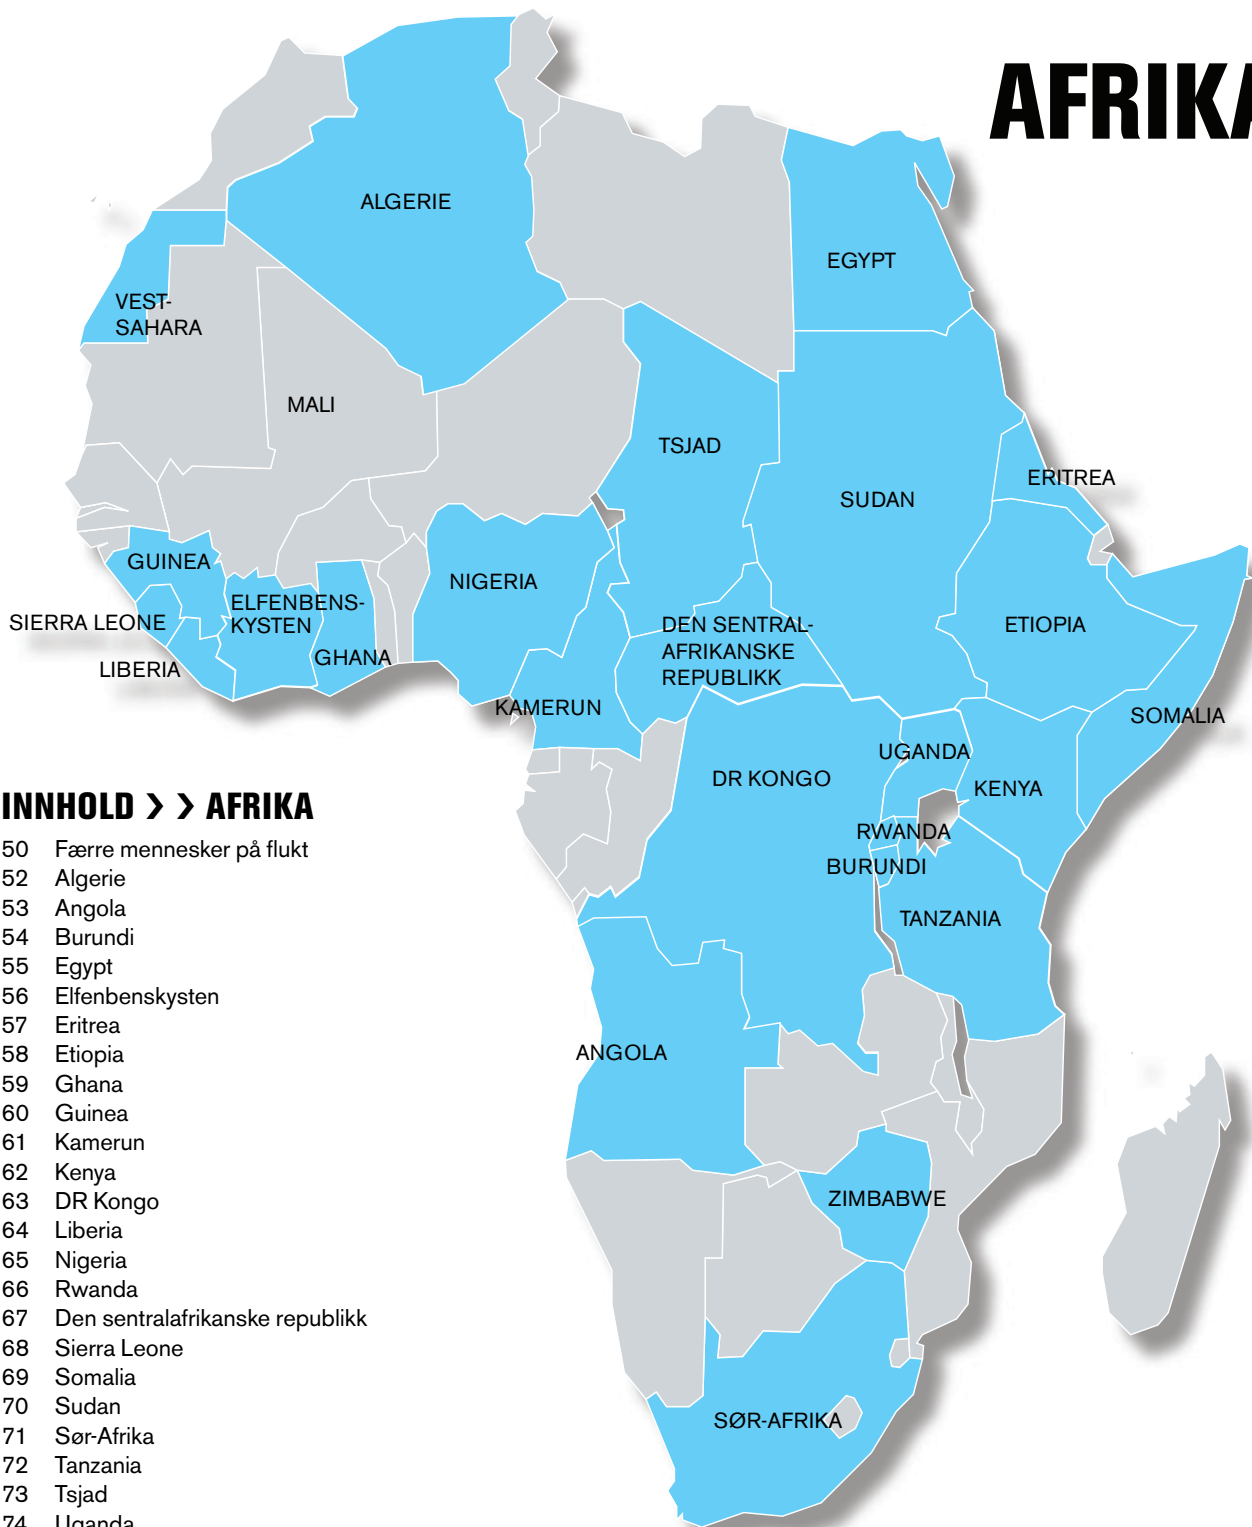 AFRIKA
ALGERIE
EGYPT
VEST-
SAHARA
MALI
TSJAD
ERITREA
SUDAN
GUINEA
NIGERIA
ELFENBENS-
KYSTEN
SIERRA LEONE
DEN SENTRAL-
AFRIKANSKE
REPUBLIKK
ETIOPIA
GHANA
LIBERIA
KAMERUN
SOMALIA
UGANDA
DR KONGO
KENYA
RWANDA
BURUNDI
TANZANIA
ANGOLA
ZIMBABWE
SØR-AFRIKA
INNHOLD > > AFRIKA
50 Færre mennesker på flukt
52 Algerie
53 Angola
54 Burundi
55 Egypt
56 Elfenbenskysten
57 Eritrea
58 Etiopia
59 Ghana
60 Guinea
61 Kamerun
62 Kenya
63 DR Kongo
64 Liberia
65 Nigeria
66 Rwanda
67 Den sentralafrikanske republikk
68 Sierra Leone
69 Somalia
70 Sudan
71 Sør-Afrika
72 Tanzania
73 Tsjad
74 Uganda